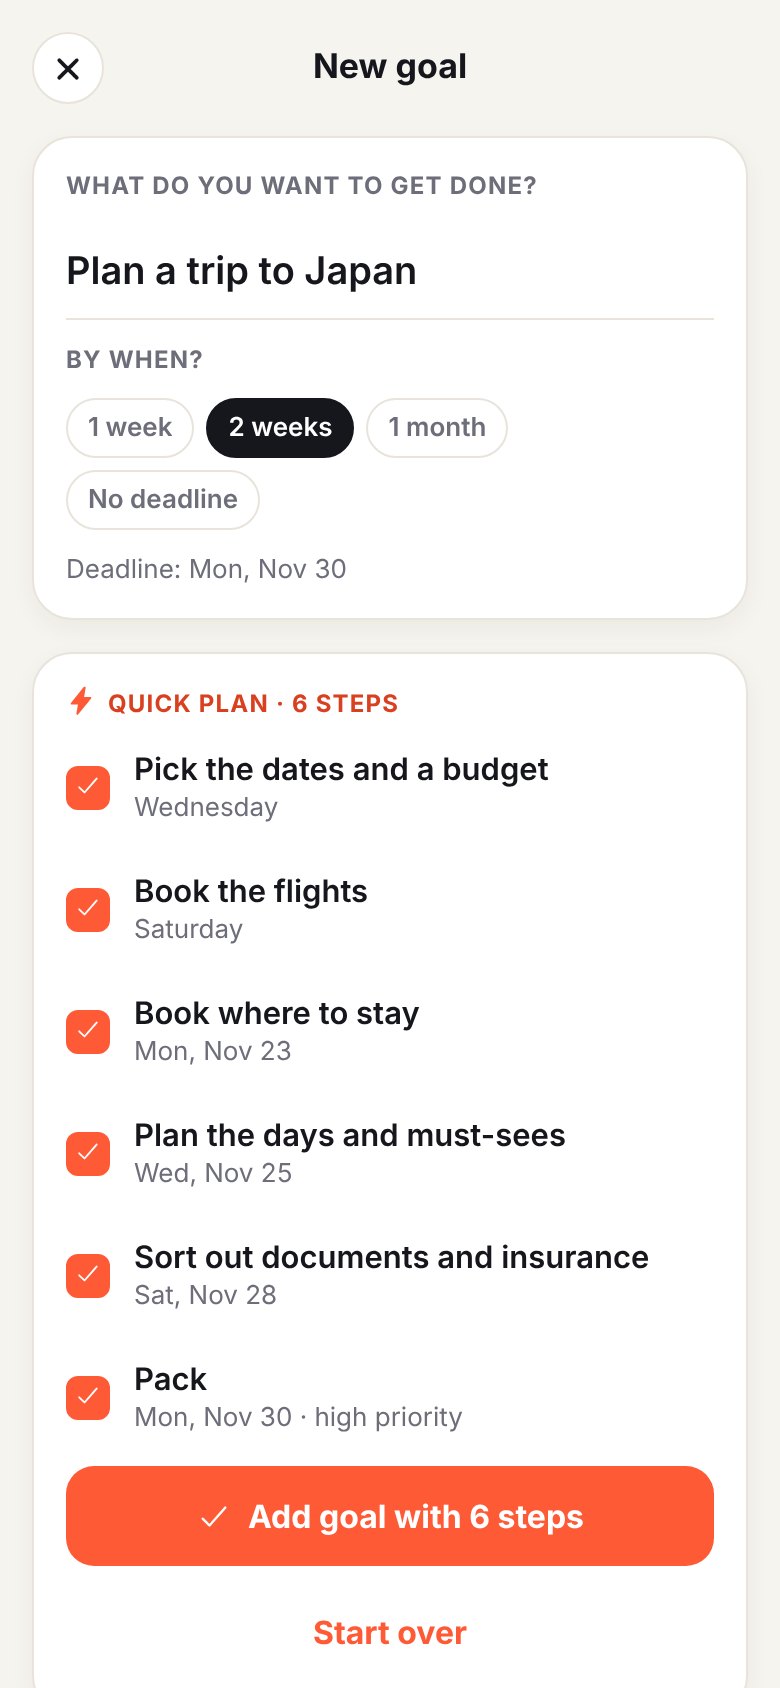 New goal
WHAT DO YOU WANT TO GET DONE?
Plan a trip to Japan
BY WHEN?
1 week
2 weeks
1 month
No deadline
Deadline: Mon, Nov 30
QUICK PLAN · 6 STEPS
Pick the dates and a budget
Wednesday
Book the flights
Saturday
Book where to stay
Mon, Nov 23
Plan the days and must-sees
Wed, Nov 25
Sort out documents and insurance
Sat, Nov 28
Pack
Mon, Nov 30 · high priority
Add goal with 6 steps
Start over